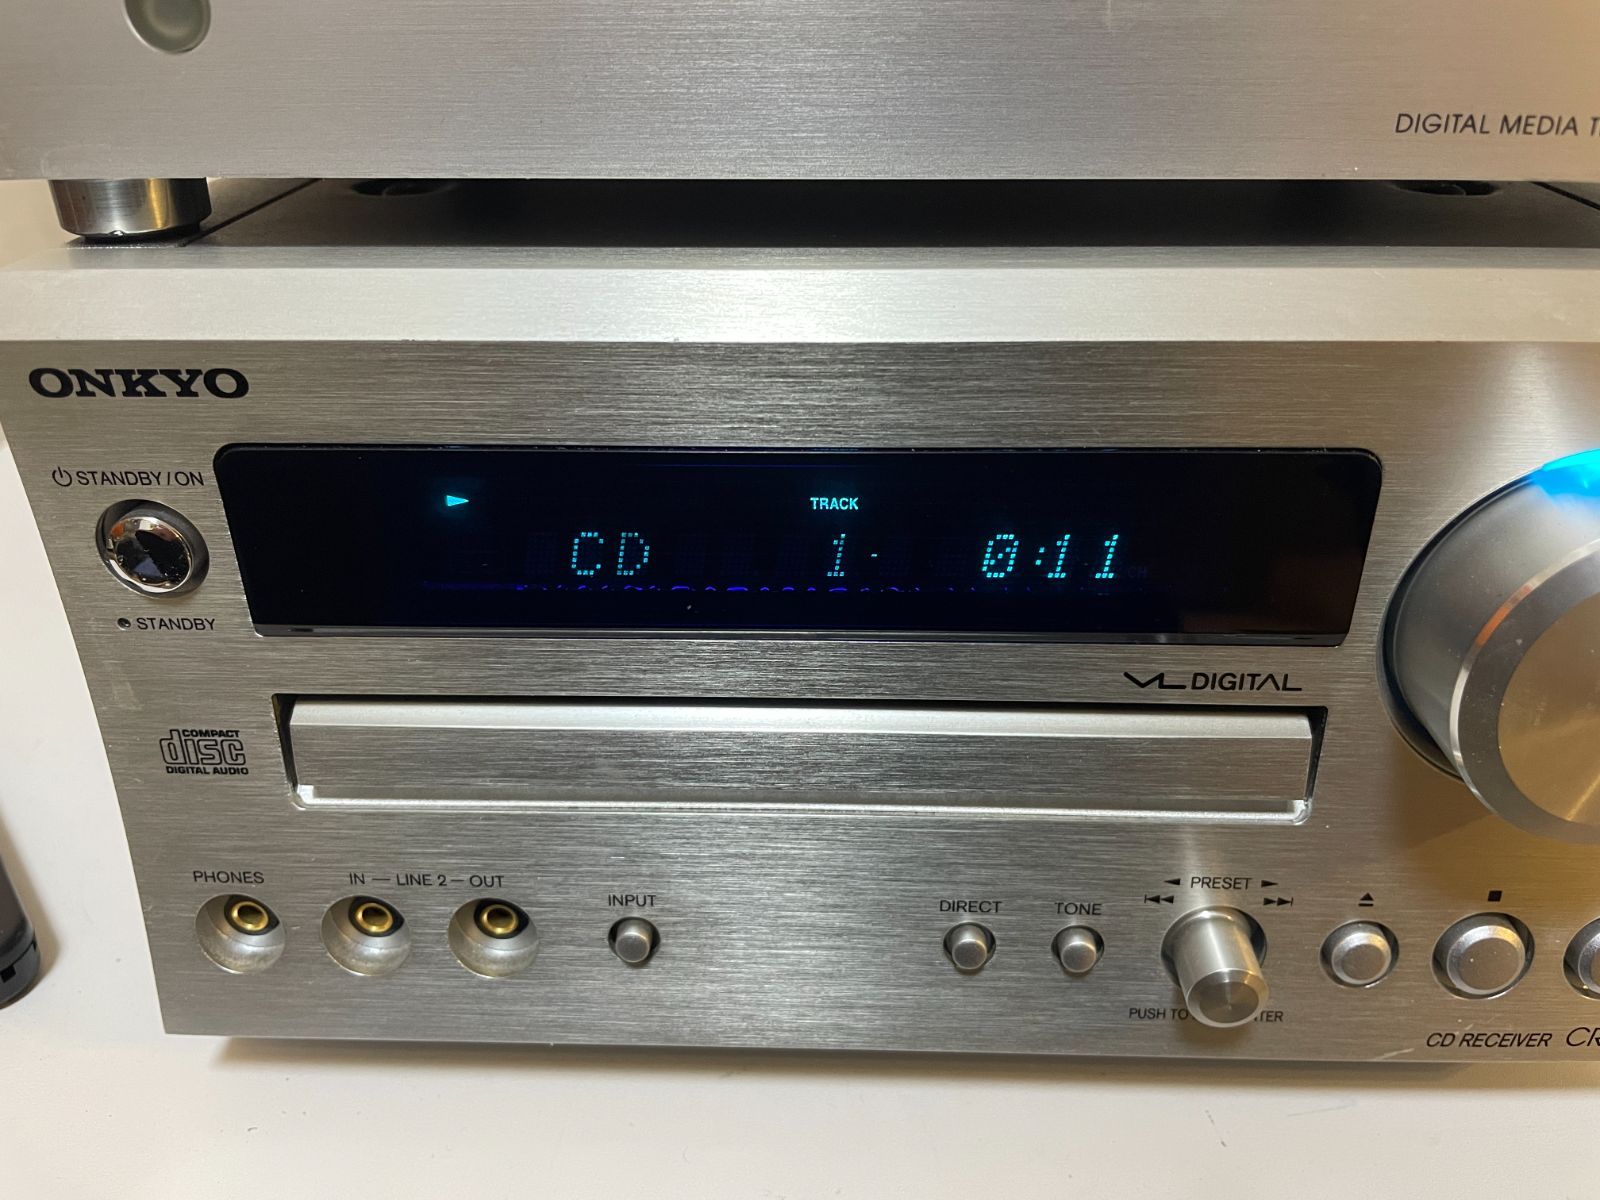 DIGITAL MEDIA
ONKYO
STANDBY / ON
TRACK
CD 1 0:11
STANDBY
VL DIGITAL
COMPACT
disc
DIGITAL AUDIO
PHONES
IN — LINE 2 — OUT
INPUT
DIRECT
TONE
PRESET
PUSH TO
CD RECEIVER CR